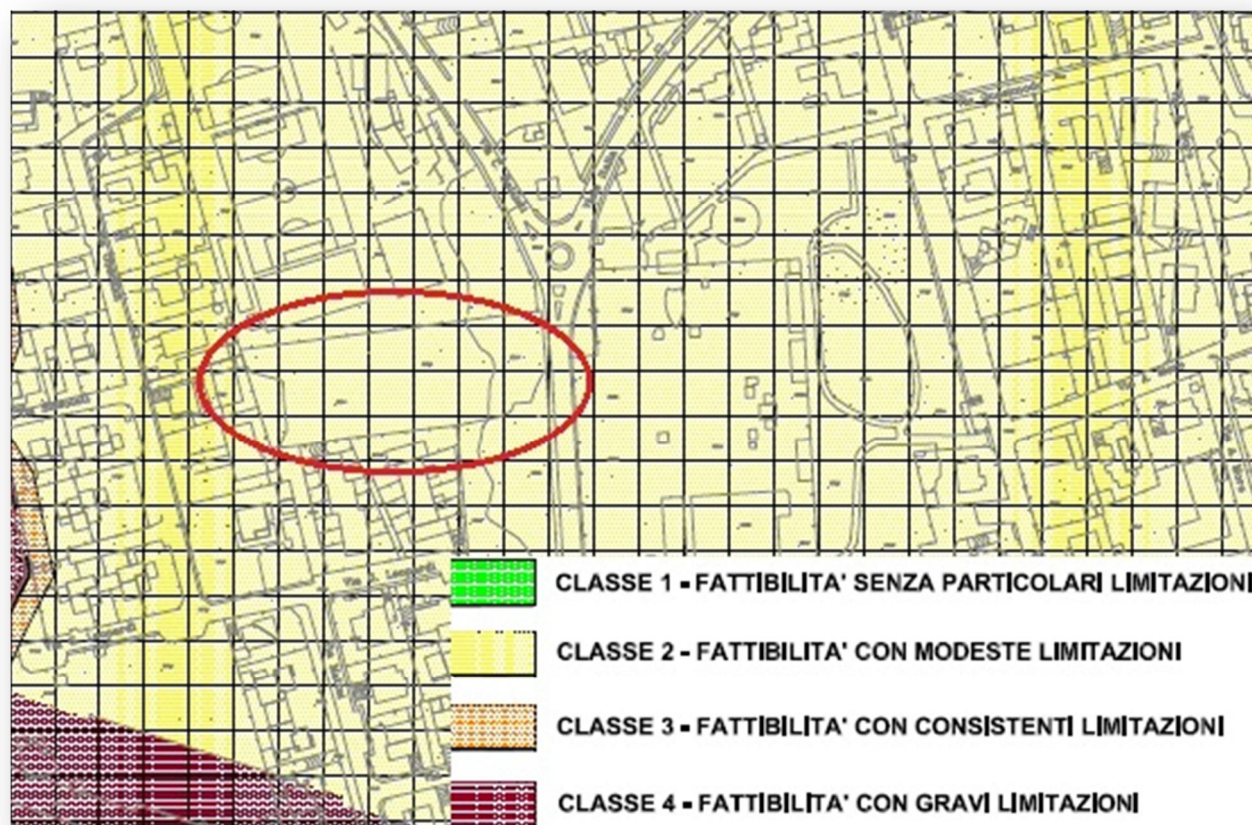 CLASSE 1 - FATTIBILITA' SENZA PARTICOLARI LIMITAZIONI
CLASSE 2 - FATTIBILITA' CON MODESTE LIMITAZIONI
CLASSE 3 - FATTIBILITA' CON CONSISTENTI LIMITAZIONI
CLASSE 4 - FATTIBILITA' CON GRAVI LIMITAZIONI